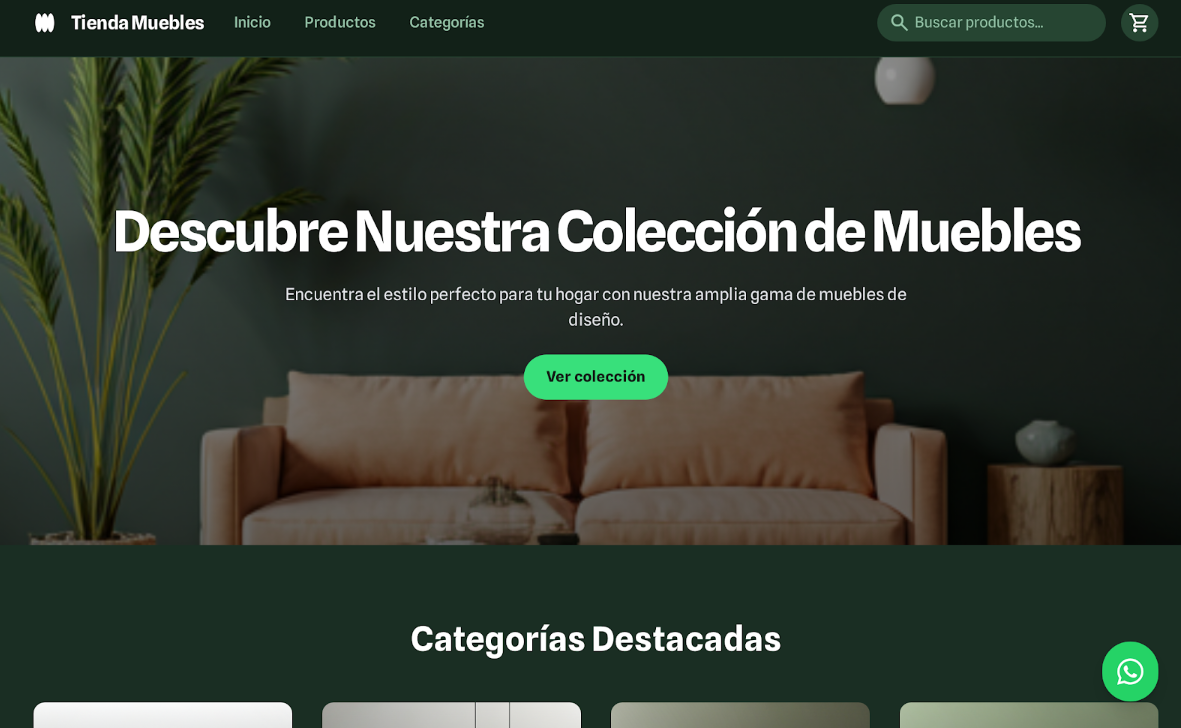 Tienda Muebles
Inicio
Productos
Categorías
Buscar productos...
Descubre Nuestra Colección de Muebles
Encuentra el estilo perfecto para tu hogar con nuestra amplia gama de muebles de
diseño.
Ver colección
Categorías Destacadas